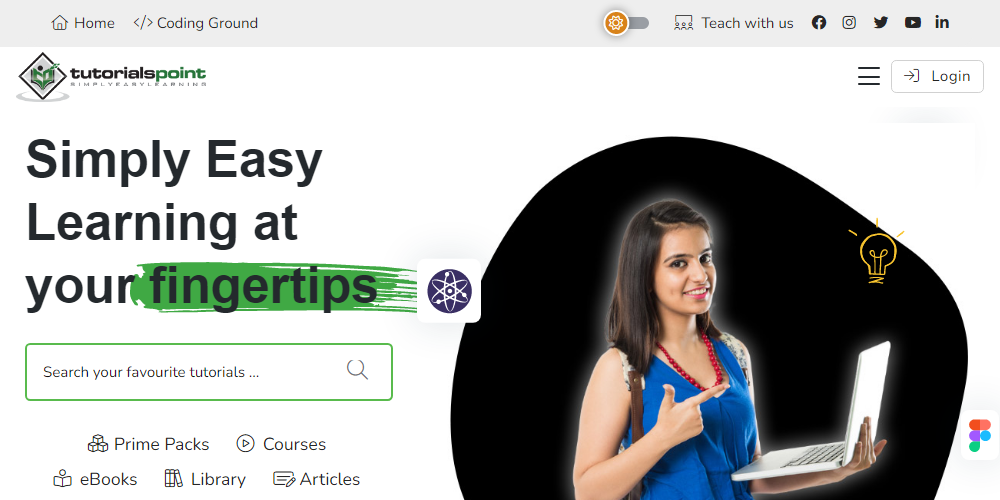 Home
</> Coding Ground
Teach with us
tutorialspoint
SIMPLYEASYLEARNING
Login
Simply Easy
Learning at
your fingertips
Search your favourite tutorials ...
Prime Packs
Courses
eBooks
Library
Articles